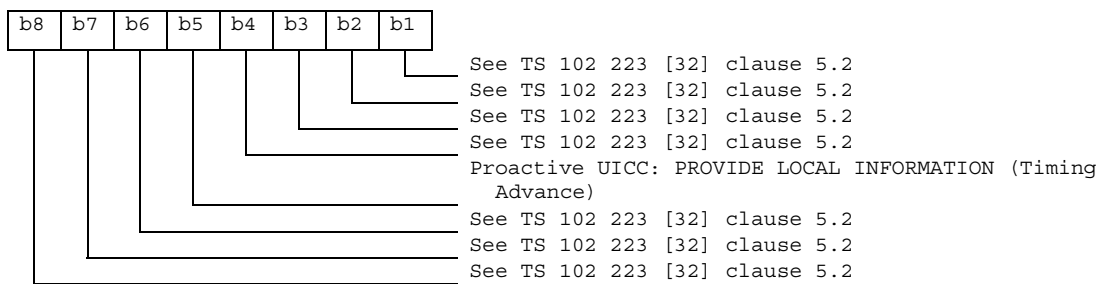 b8 b7 b6 b5 b4 b3 b2 b1
See TS 102 223 [32] clause 5.2
See TS 102 223 [32] clause 5.2
See TS 102 223 [32] clause 5.2
See TS 102 223 [32] clause 5.2
Proactive UICC: PROVIDE LOCAL INFORMATION (Timing
Advance)
See TS 102 223 [32] clause 5.2
See TS 102 223 [32] clause 5.2
See TS 102 223 [32] clause 5.2